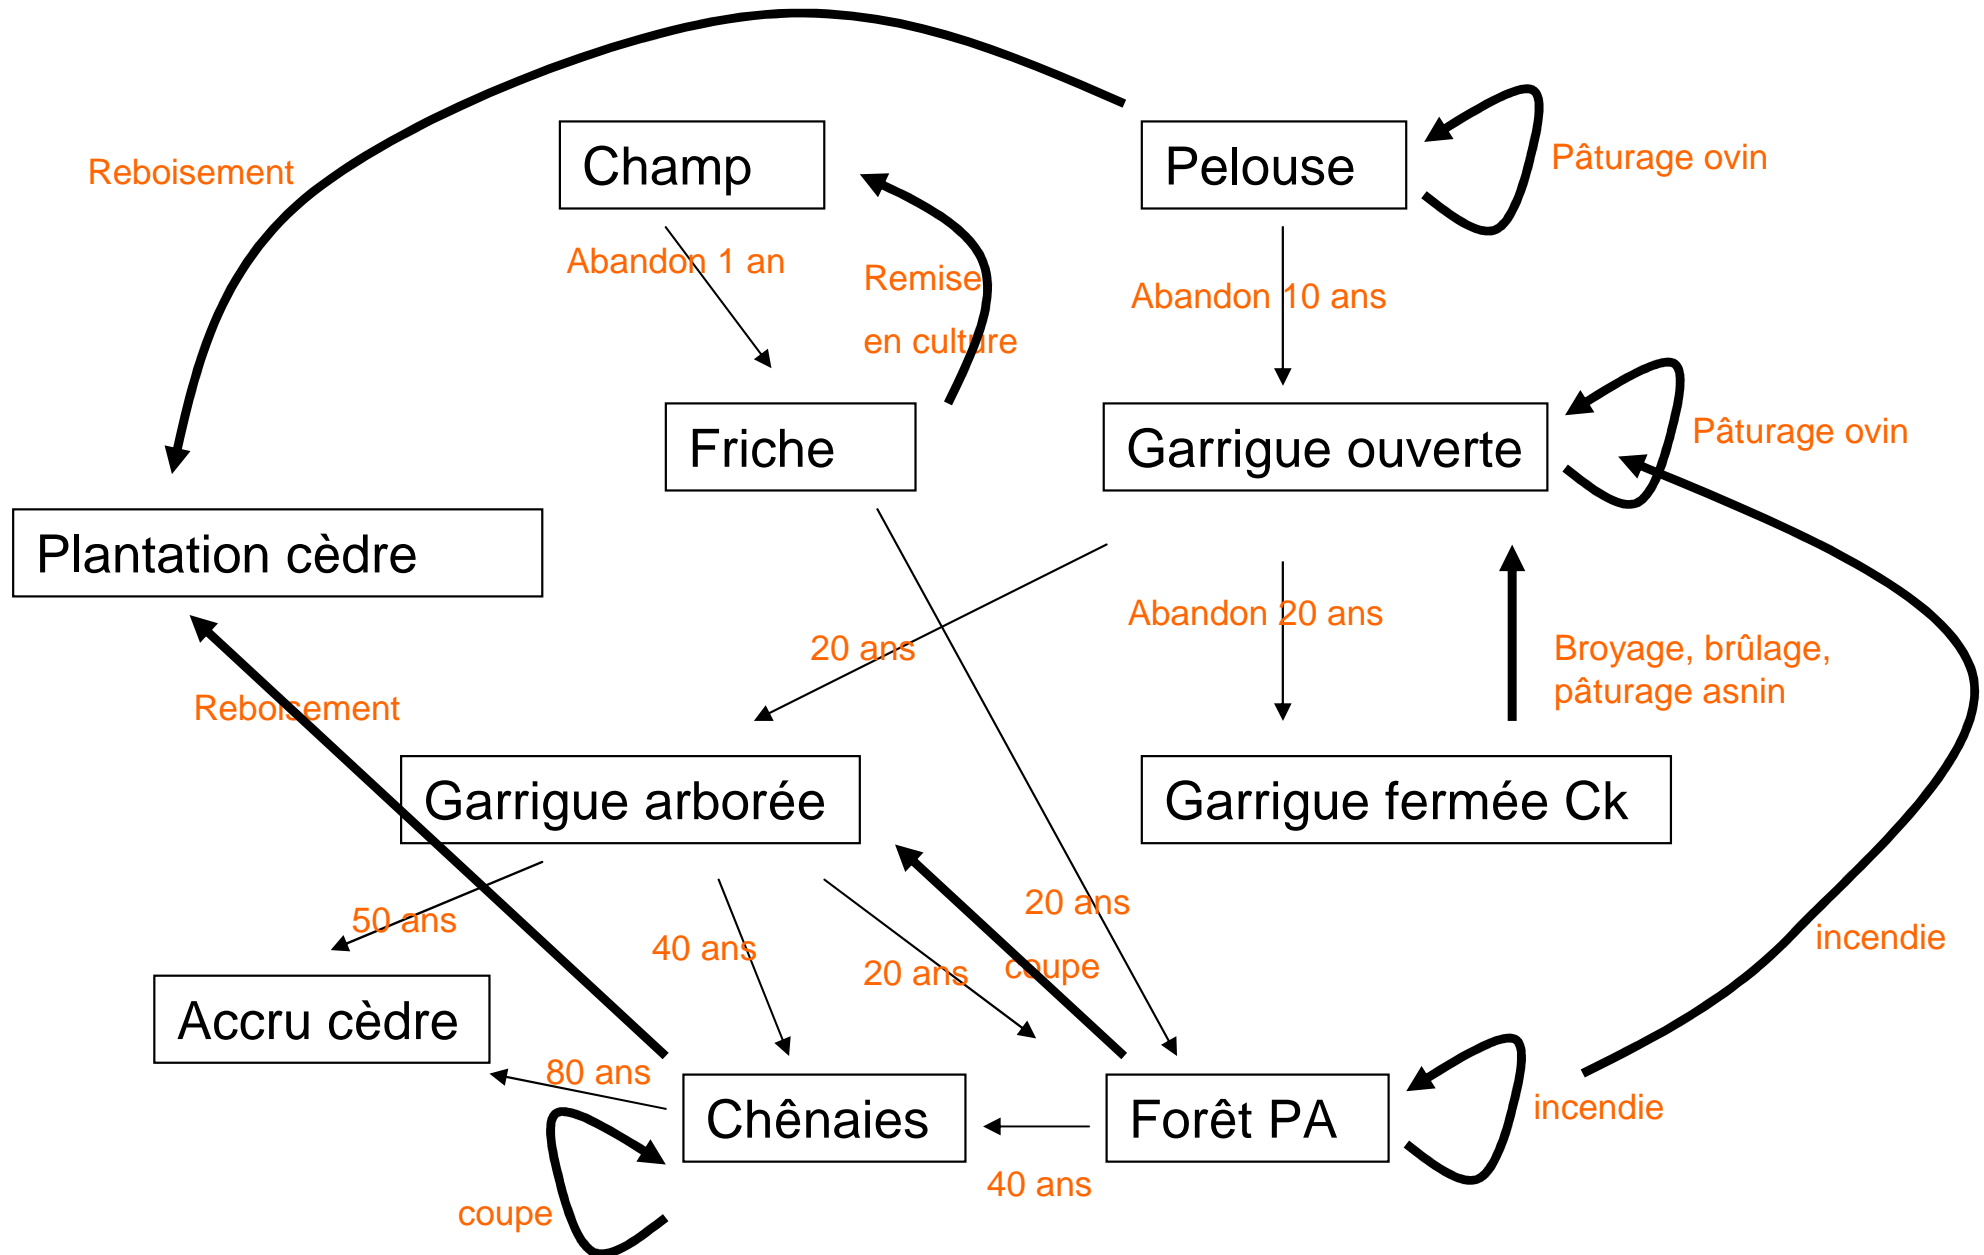 Reboisement
Champ
Pelouse
Pâturage ovin
Abandon 1 an
Remise
en culture
Abandon 10 ans
Friche
Garrigue ouverte
Pâturage ovin
Plantation cèdre
20 ans
Abandon 20 ans
Broyage, brûlage,
pâturage asnin
Reboisement
Garrigue arborée
Garrigue fermée Ck
50 ans
40 ans
20 ans
20 ans
coupe
incendie
Accru cèdre
80 ans
Chênaies
Forêt PA
incendie
40 ans
coupe